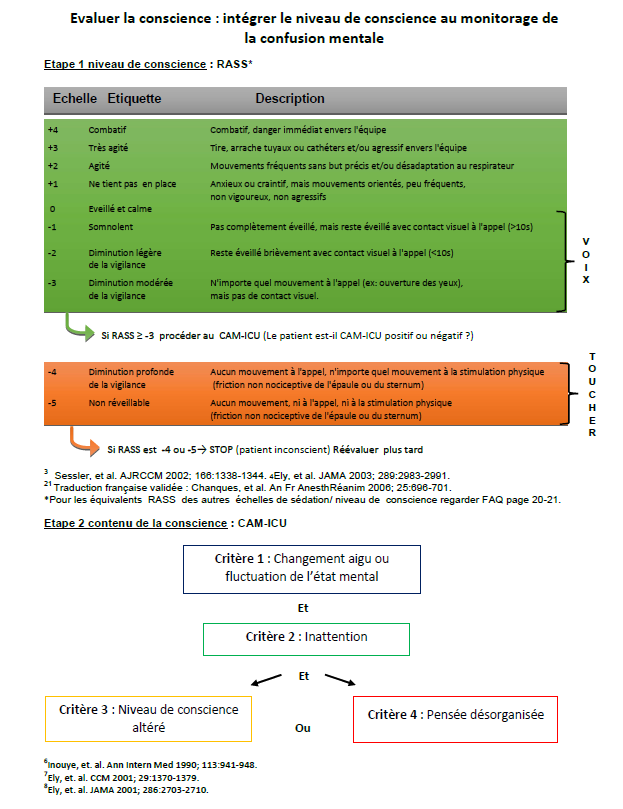 Evaluer la conscience : intégrer le niveau de conscience au monitorage de
la confusion mentale
Etape 1 niveau de conscience : RASS*
Echelle Etiquette Description
+4 Combatif Combatif, danger immédiat envers l'équipe
+3 Très agité Tire, arrache tuyaux ou cathéters et/ou agressif envers l'équipe
+2 Agité Mouvements fréquents sans but précis et/ou désadaptation au respirateur
+1 Ne tient pas en place Anxieux ou craintif, mais mouvements orientés, peu fréquents,
non vigoureux, non agressifs
0 Eveillé et calme
-1 Somnolent Pas complètement éveillé, mais reste éveillé avec contact visuel à l'appel (>10s)
-2 Diminution légère Reste éveillé brièvement avec contact visuel à l'appel (<10s)
de la vigilance
-3 Diminution modérée N'importe quel mouvement à l'appel (ex: ouverture des yeux),
de la vigilance mais pas de contact visuel.
VOIX
Si RASS ≥ -3 procéder au CAM-ICU (Le patient est-il CAM-ICU positif ou négatif ?)
-4 Diminution profonde Aucun mouvement à l'appel, n'importe quel mouvement à la stimulation physique
de la vigilance (friction non nociceptive de l'épaule ou du sternum)
-5 Non réveillable Aucun mouvement, ni à l'appel, ni à la stimulation physique
(friction non nociceptive de l'épaule ou du sternum)
TOUCHER
Si RASS est -4 ou -5→ STOP (patient inconscient) Réévaluer plus tard
3 Sessler, et al. AJRCCM 2002; 166:1338-1344. 4Ely, et al. JAMA 2003; 289:2983-2991.
21 Traduction française validée : Chanques, et al. An Fr AnesthRéanim 2006; 25:696-701.
*Pour les équivalents RASS des autres échelles de sédation/ niveau de conscience regarder FAQ page 20-21.
Etape 2 contenu de la conscience : CAM-ICU
Critère 1 : Changement aigu ou
fluctuation de l'état mental
Et
Critère 2 : Inattention
Et
Critère 3 : Niveau de conscience
altéré
Ou
Critère 4 : Pensée désorganisée
6Inouye, et. al. Ann Intern Med 1990; 113:941-948.
7Ely, et. al. CCM 2001; 29:1370-1379.
8Ely, et. al. JAMA 2001; 286:2703-2710.